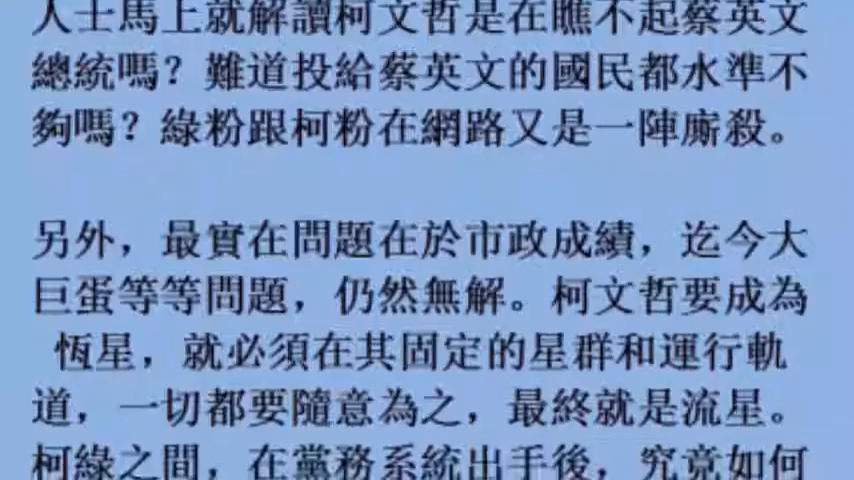 人士馬上就解讀柯文哲是在瞧不起蔡英文
總統嗎？難道投給蔡英文的國民都水準不
夠嗎？綠粉跟柯粉在網路又是一陣廝殺。
另外，最實在問題在於市政成績，迄今大
巨蛋等等問題，仍然無解。柯文哲要成為
恆星，就必須在其固定的星群和運行軌
道，一切都要隨意為之，最終就是流星。
柯綠之間，在黨務系統出手後，究竟如何